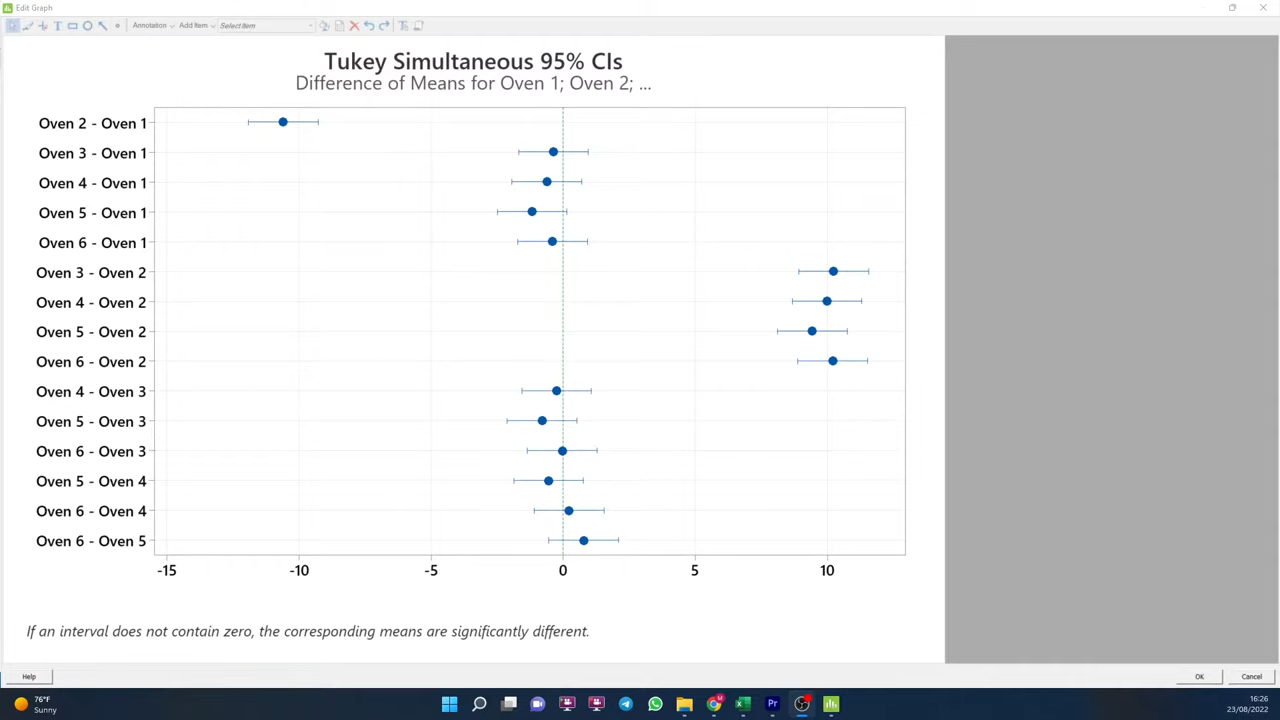 Edit Graph
Annotation Add Item Select Item
Tukey Simultaneous 95% CIs
Difference of Means for Oven 1; Oven 2; ...
Oven 2 - Oven 1
Oven 3 - Oven 1
Oven 4 - Oven 1
Oven 5 - Oven 1
Oven 6 - Oven 1
Oven 3 - Oven 2
Oven 4 - Oven 2
Oven 5 - Oven 2
Oven 6 - Oven 2
Oven 4 - Oven 3
Oven 5 - Oven 3
Oven 6 - Oven 3
Oven 5 - Oven 4
Oven 6 - Oven 4
Oven 6 - Oven 5
-15 -10 -5 0 5 10
If an interval does not contain zero, the corresponding means are significantly different.
Help OK Cancel
76°F
Sunny
16:26
23/08/2022